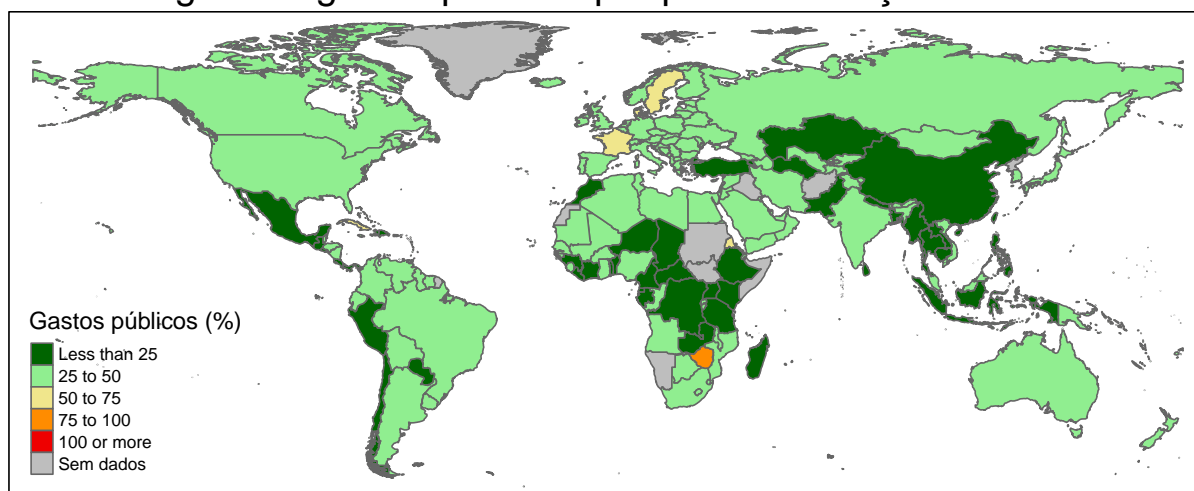 Gastos públicos (%)
Less than 25
25 to 50
50 to 75
75 to 100
100 or more
Sem dados